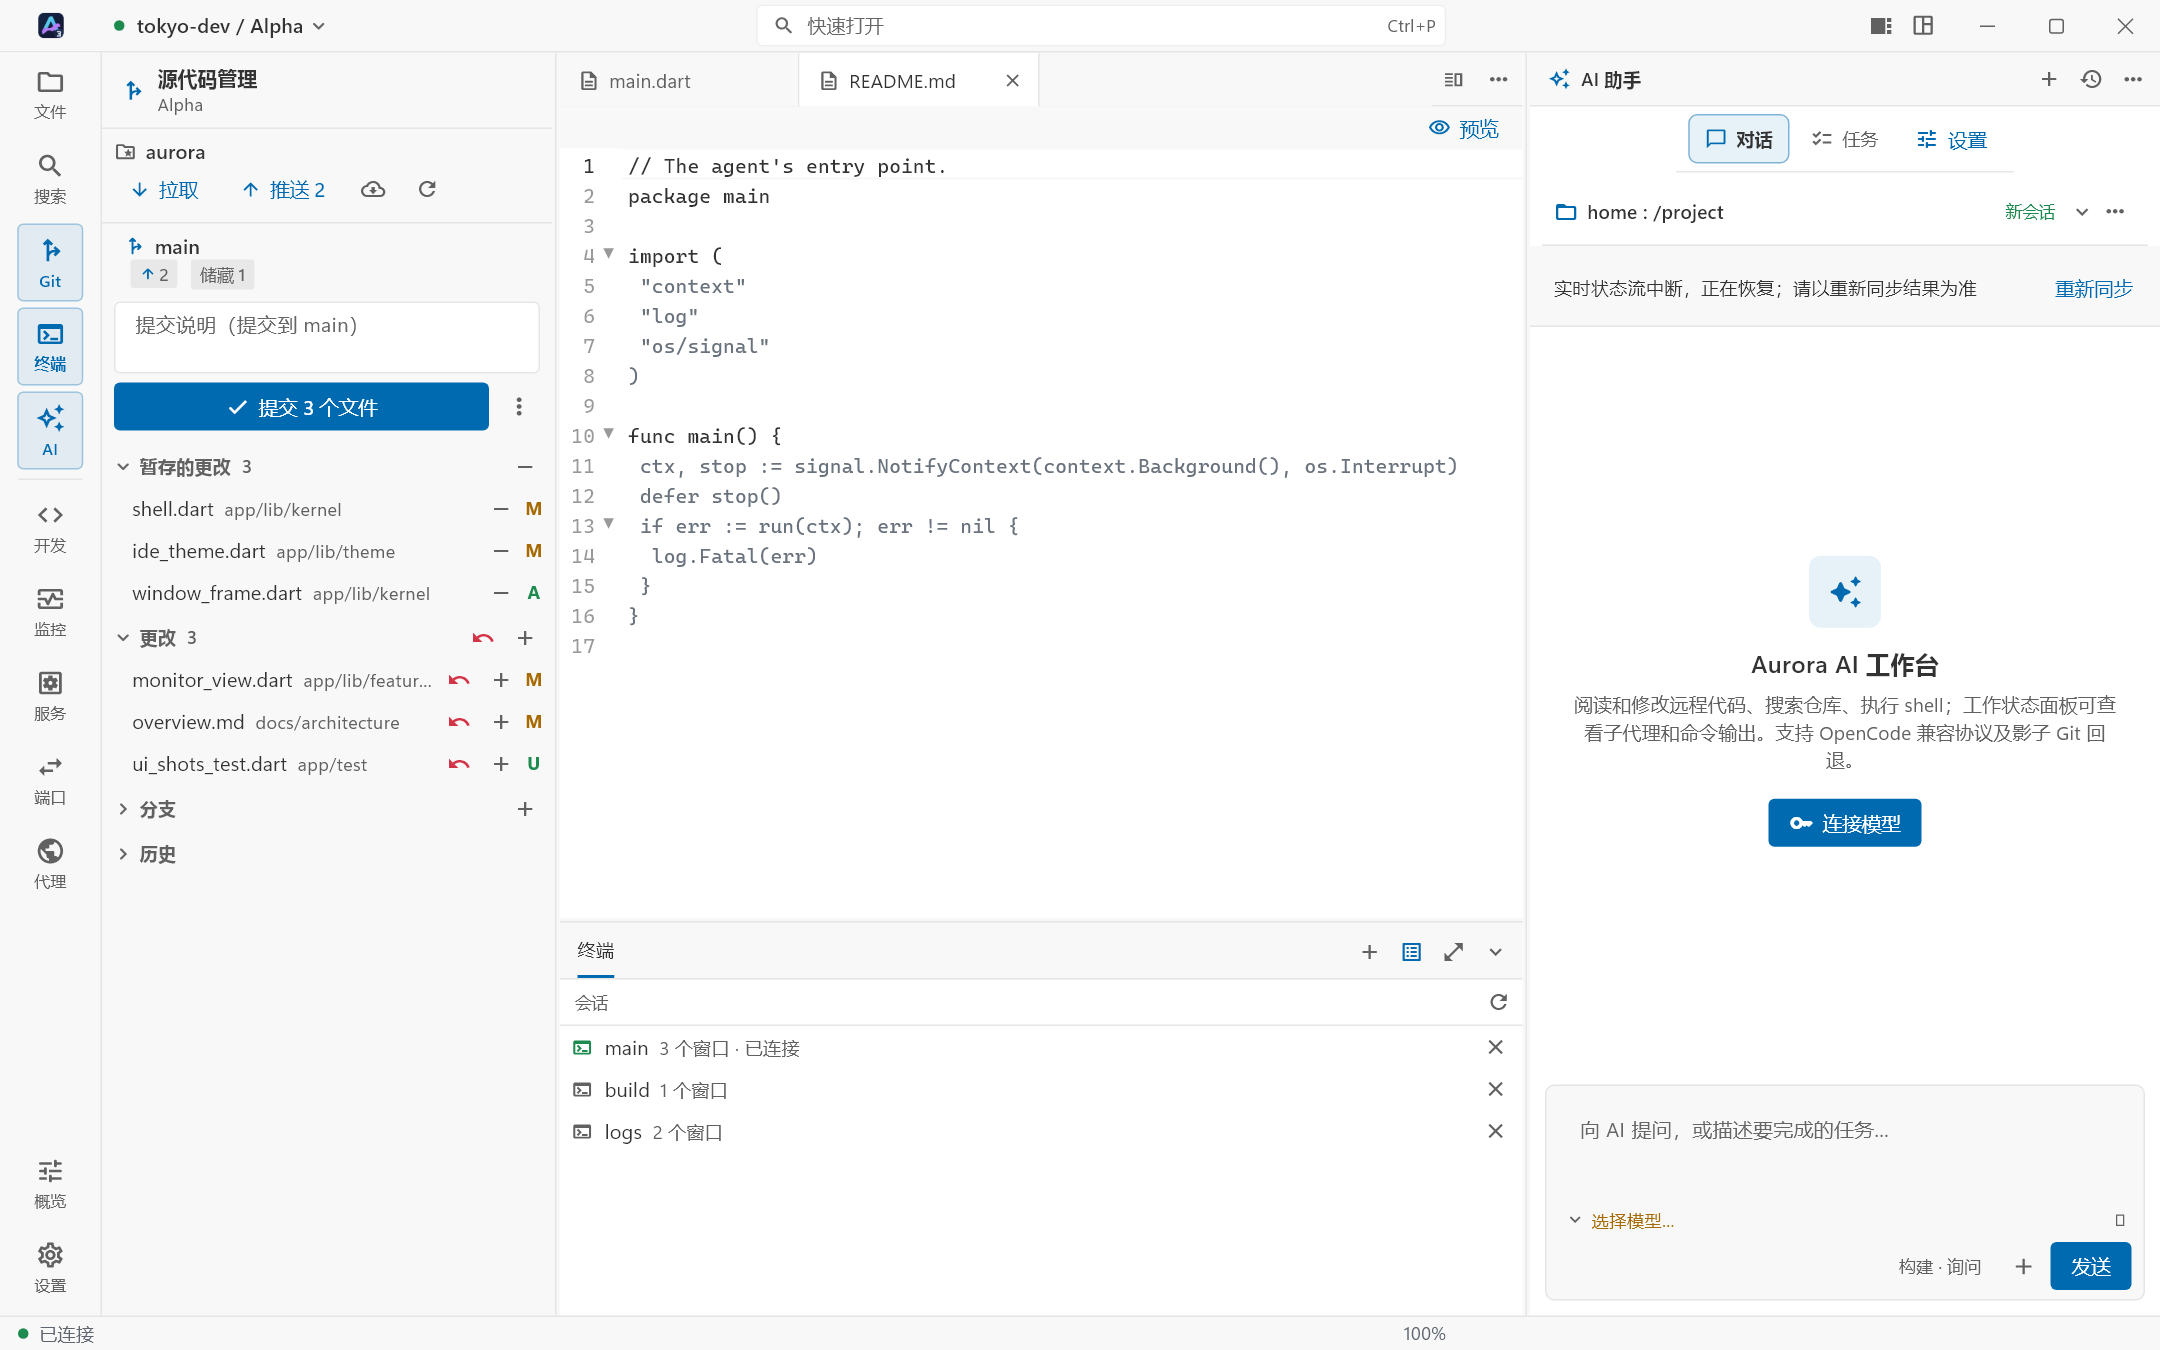 tokyo-dev / Alpha
快速打开
Ctrl+P
文件
搜索
Git
终端
AI
开发
监控
服务
端口
代理
概览
设置
源代码管理
Alpha
aurora
拉取
推送 2
main
2
储藏 1
提交说明（提交到 main）
提交 3 个文件
暂存的更改 3
shell.dart app/lib/kernel M
ide_theme.dart app/lib/theme M
window_frame.dart app/lib/kernel A
更改 3
monitor_view.dart app/lib/featur... M
overview.md docs/architecture M
ui_shots_test.dart app/test U
分支
历史
main.dart
README.md
预览
1 // The agent's entry point.
2 package main
3
4 import (
5 "context"
6 "log"
7 "os/signal"
8 )
9
10 func main() {
11 ctx, stop := signal.NotifyContext(context.Background(), os.Interrupt)
12 defer stop()
13 if err := run(ctx); err != nil {
14 log.Fatal(err)
15 }
16 }
17
终端
会话
main 3 个窗口 · 已连接
build 1 个窗口
logs 2 个窗口
AI 助手
对话
任务
设置
home : /project
新会话
实时状态流中断，正在恢复；请以重新同步结果为准
重新同步
Aurora AI 工作台
阅读和修改远程代码、搜索仓库、执行 shell；工作状态面板可查
看子代理和命令输出。支持 OpenCode 兼容协议及影子 Git 回
退。
连接模型
向 AI 提问，或描述要完成的任务...
选择模型...
构建 · 询问
发送
已连接
100%